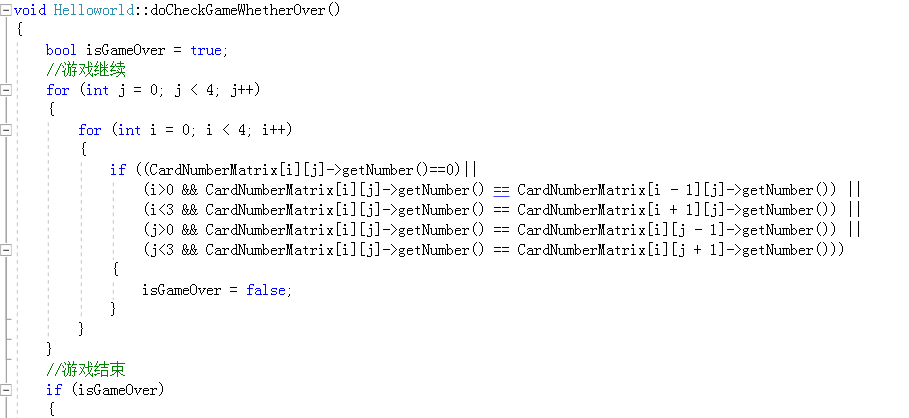 void Helloworld::doCheckGameWhetherOver()
{
bool isGameOver = true;
//游戏继续
for (int j = 0; j < 4; j++)
{
for (int i = 0; i < 4; i++)
{
if ((CardNumberMatrix[i][j]->getNumber()==0)||
(i>0 && CardNumberMatrix[i][j]->getNumber() == CardNumberMatrix[i - 1][j]->getNumber()) ||
(i<3 && CardNumberMatrix[i][j]->getNumber() == CardNumberMatrix[i + 1][j]->getNumber()) ||
(j>0 && CardNumberMatrix[i][j]->getNumber() == CardNumberMatrix[i][j - 1]->getNumber()) ||
(j<3 && CardNumberMatrix[i][j]->getNumber() == CardNumberMatrix[i][j + 1]->getNumber()))
{
isGameOver = false;
}
}
}
//游戏结束
if (isGameOver)
{